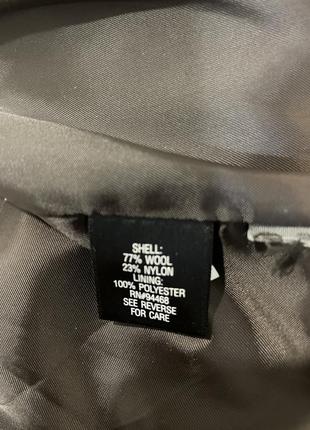 SHELL:
77% WOOL
23% NYLON
LINING:
100% POLYESTER
RN#94468
SEE REVERSE
FOR CARE